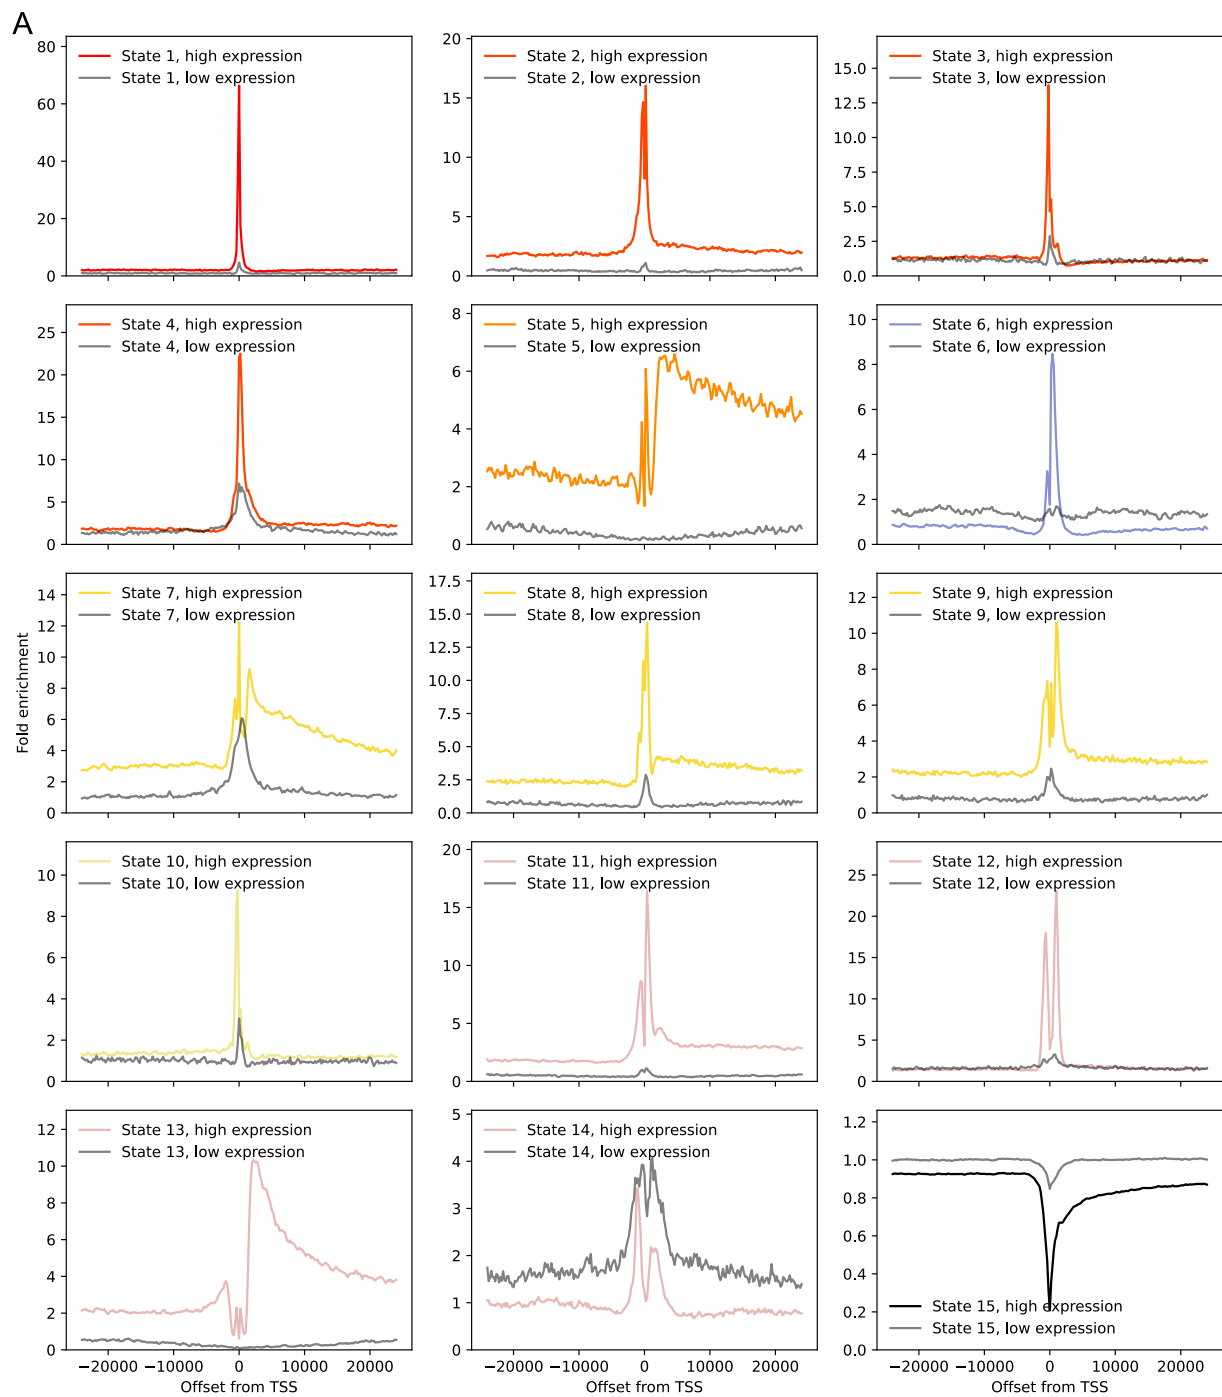 A
State 1, high expression
State 1, low expression
80
60
40
20
0
State 2, high expression
State 2, low expression
20
15
10
5
0
State 3, high expression
State 3, low expression
15.0
12.5
10.0
7.5
5.0
2.5
0.0
State 4, high expression
State 4, low expression
25
20
15
10
5
0
State 5, high expression
State 5, low expression
8
6
4
2
0
State 6, high expression
State 6, low expression
10
8
6
4
2
0
Fold enrichment
State 7, high expression
State 7, low expression
14
12
10
8
6
4
2
0
State 8, high expression
State 8, low expression
17.5
15.0
12.5
10.0
7.5
5.0
2.5
0.0
State 9, high expression
State 9, low expression
12
10
8
6
4
2
0
State 10, high expression
State 10, low expression
10
8
6
4
2
0
State 11, high expression
State 11, low expression
20
15
10
5
0
State 12, high expression
State 12, low expression
25
20
15
10
5
0
State 13, high expression
State 13, low expression
12
10
8
6
4
2
0
−20000 −10000 0 10000 20000
Offset from TSS
State 14, high expression
State 14, low expression
5
4
3
2
1
0
−20000 −10000 0 10000 20000
Offset from TSS
1.2
1.0
0.8
0.6
0.4
0.2
0.0
State 15, high expression
State 15, low expression
−20000 −10000 0 10000 20000
Offset from TSS